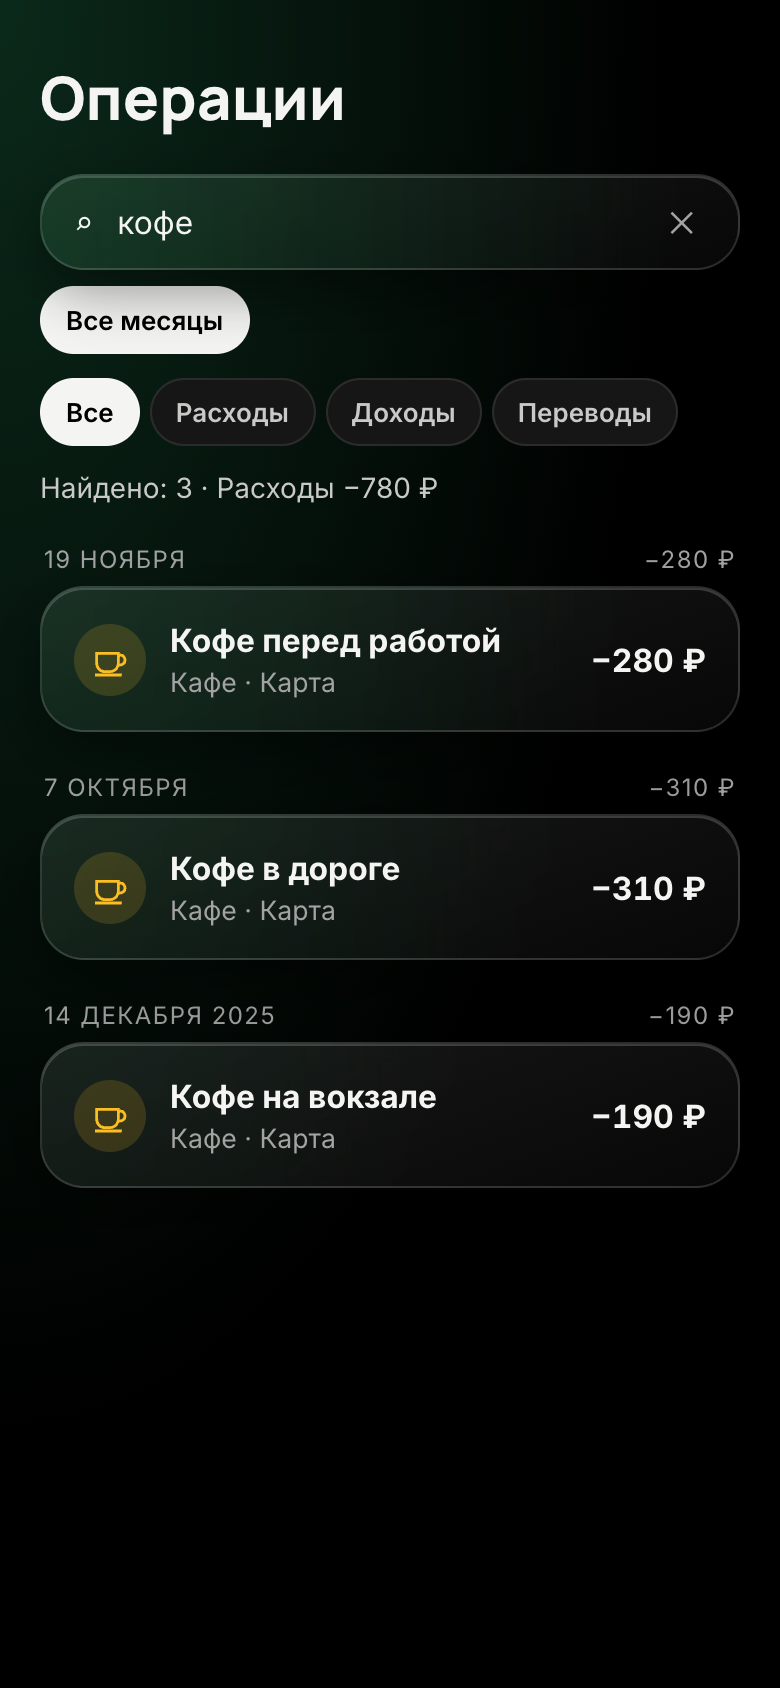 Операции
кофе
Все месяцы
Все Расходы Доходы Переводы
Найдено: 3 · Расходы −780 ₽
19 НОЯБРЯ −280 ₽
Кофе перед работой
Кафе · Карта
−280 ₽
7 ОКТЯБРЯ −310 ₽
Кофе в дороге
Кафе · Карта
−310 ₽
14 ДЕКАБРЯ 2025 −190 ₽
Кофе на вокзале
Кафе · Карта
−190 ₽